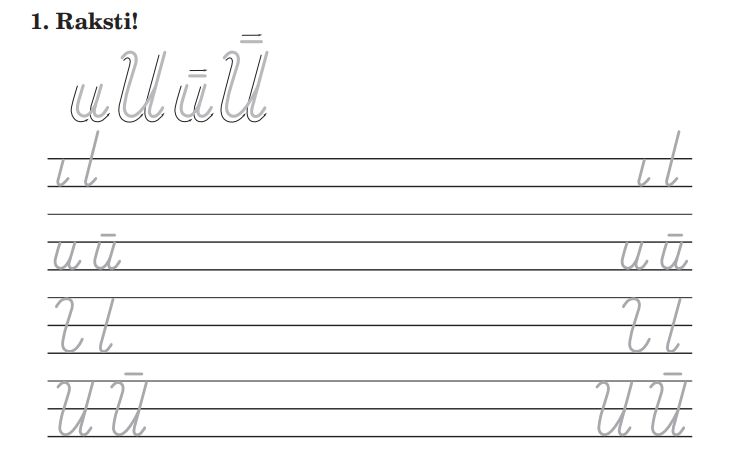 1. Raksti!
u U ū Ū
u ū u ū
U Ū U Ū